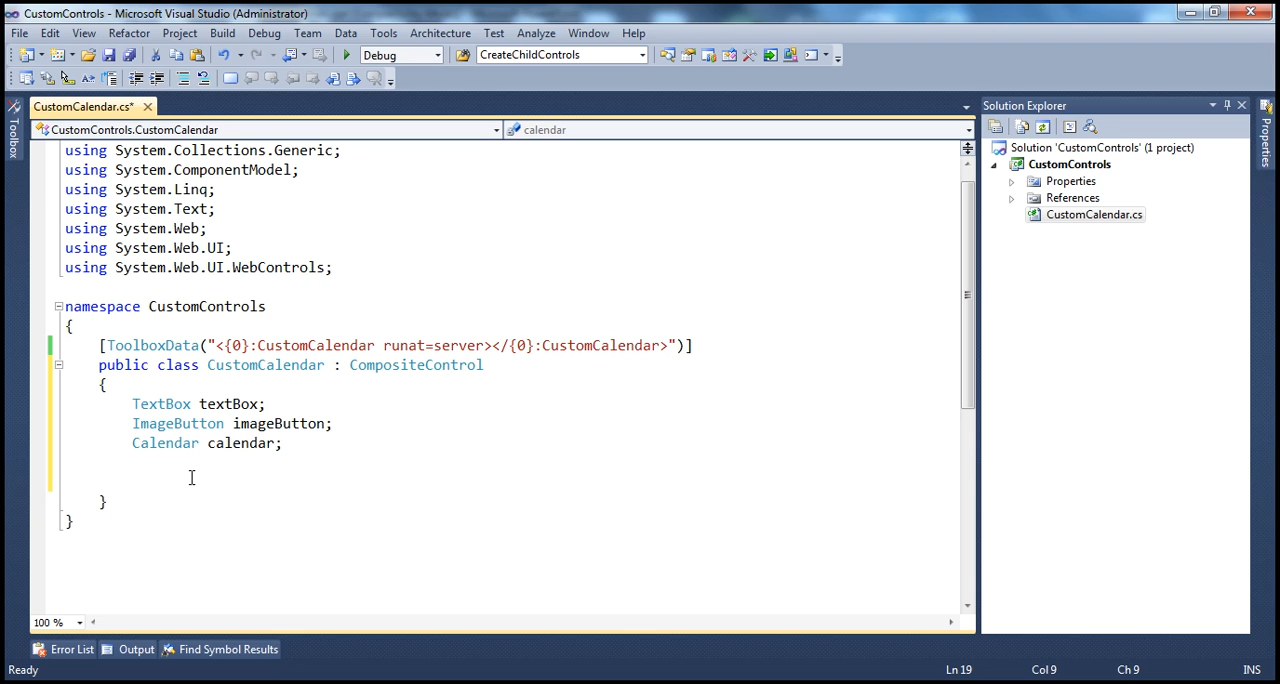 CustomControls - Microsoft Visual Studio (Administrator)
File Edit View Refactor Project Build Debug Team Data Tools Architecture Test Analyze Window Help
Debug CreateChildControls
CustomCalendar.cs*
CustomControls.CustomCalendar calendar
Toolbox
using System.Collections.Generic;
using System.ComponentModel;
using System.Linq;
using System.Text;
using System.Web;
using System.Web.UI;
using System.Web.UI.WebControls;
namespace CustomControls
{
[ToolboxData("<{0}:CustomCalendar runat=server></{0}:CustomCalendar>")]
public class CustomCalendar : CompositeControl
{
TextBox textBox;
ImageButton imageButton;
Calendar calendar;
}
}
100 %
Solution Explorer
Solution 'CustomControls' (1 project)
CustomControls
Properties
References
CustomCalendar.cs
Properties
Error List Output Find Symbol Results
Ready Ln 19 Col 9 Ch 9 INS